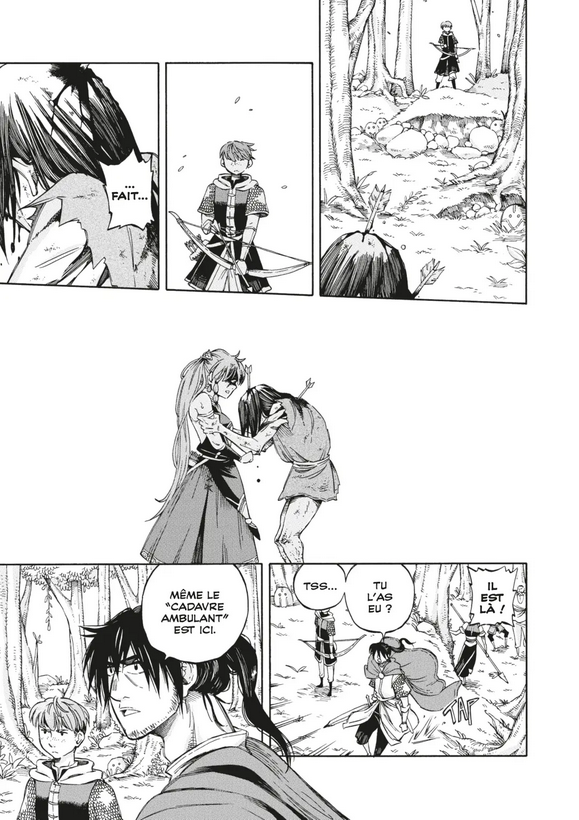 ...
FAIT...
IL
EST
LÀ !
TU
L'AS
EU ?
TSS...
TAP
MÊME LE
"CADAVRE
AMBULANT"
EST ICI.